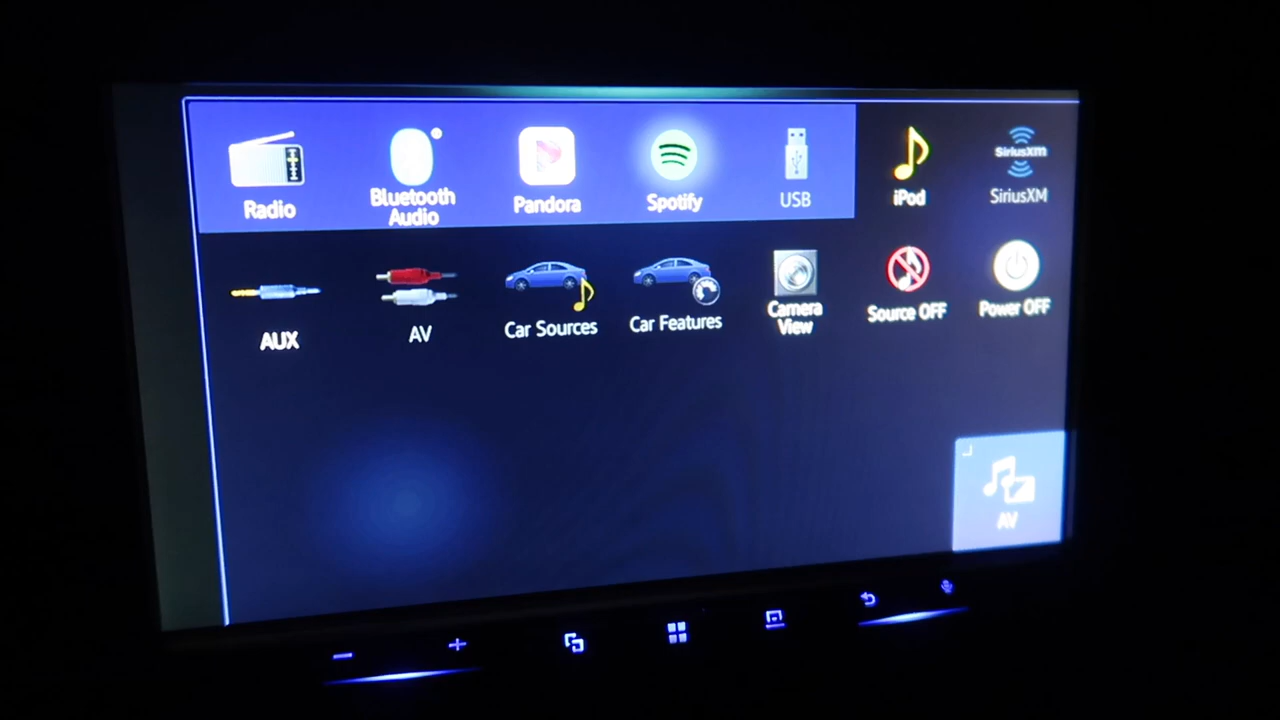 Radio
Bluetooth
Audio
Pandora
Spotify
USB
iPod
SiriusXM
SiriusXM
AUX
AV
Car Sources
Car Features
Camera
View
Source OFF
Power OFF
AV